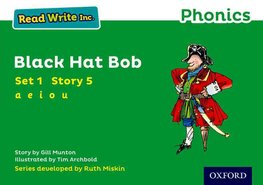 Read Write Inc.
Phonics
Black Hat Bob
Set 1 Story 5
a e i o u
Story by Gill Munton
Illustrated by Tim Archbold
Series developed by Ruth Miskin
OXFORD